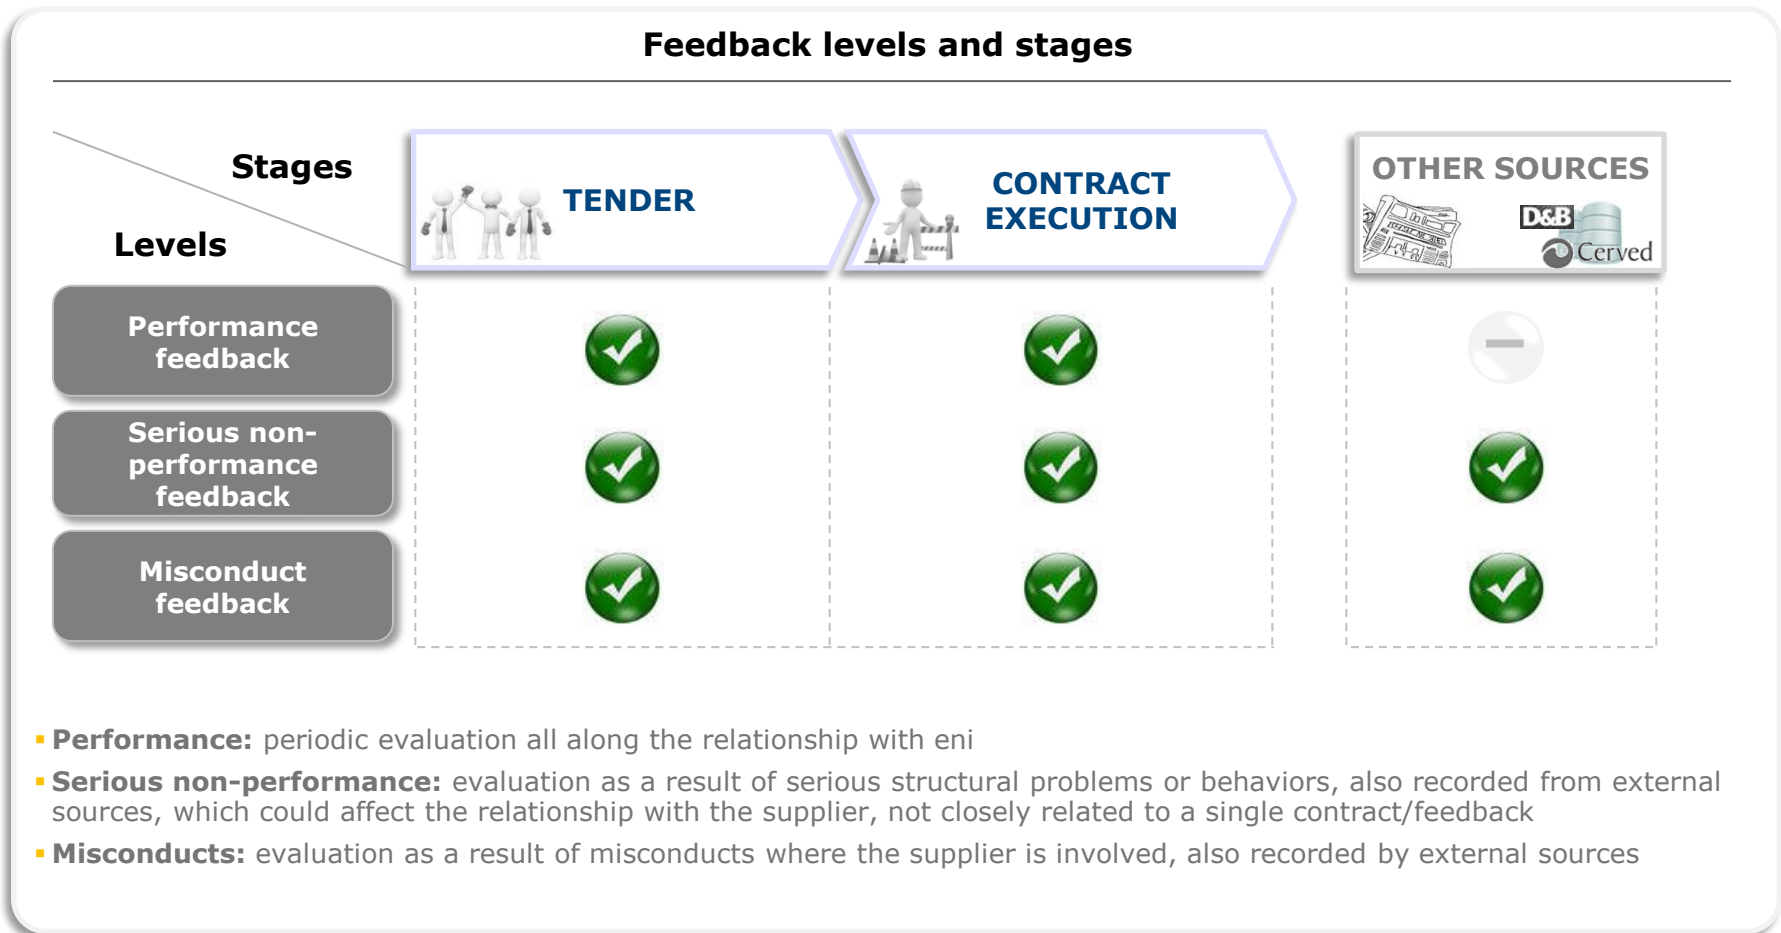 Feedback levels and stages
Stages
Levels
TENDER
CONTRACT
EXECUTION
OTHER SOURCES
D&B
Cerved
Performance
feedback
Serious non-
performance
feedback
Misconduct
feedback
▪ Performance: periodic evaluation all along the relationship with eni
▪ Serious non-performance: evaluation as a result of serious structural problems or behaviors, also recorded from external
sources, which could affect the relationship with the supplier, not closely related to a single contract/feedback
▪ Misconducts: evaluation as a result of misconducts where the supplier is involved, also recorded by external sources